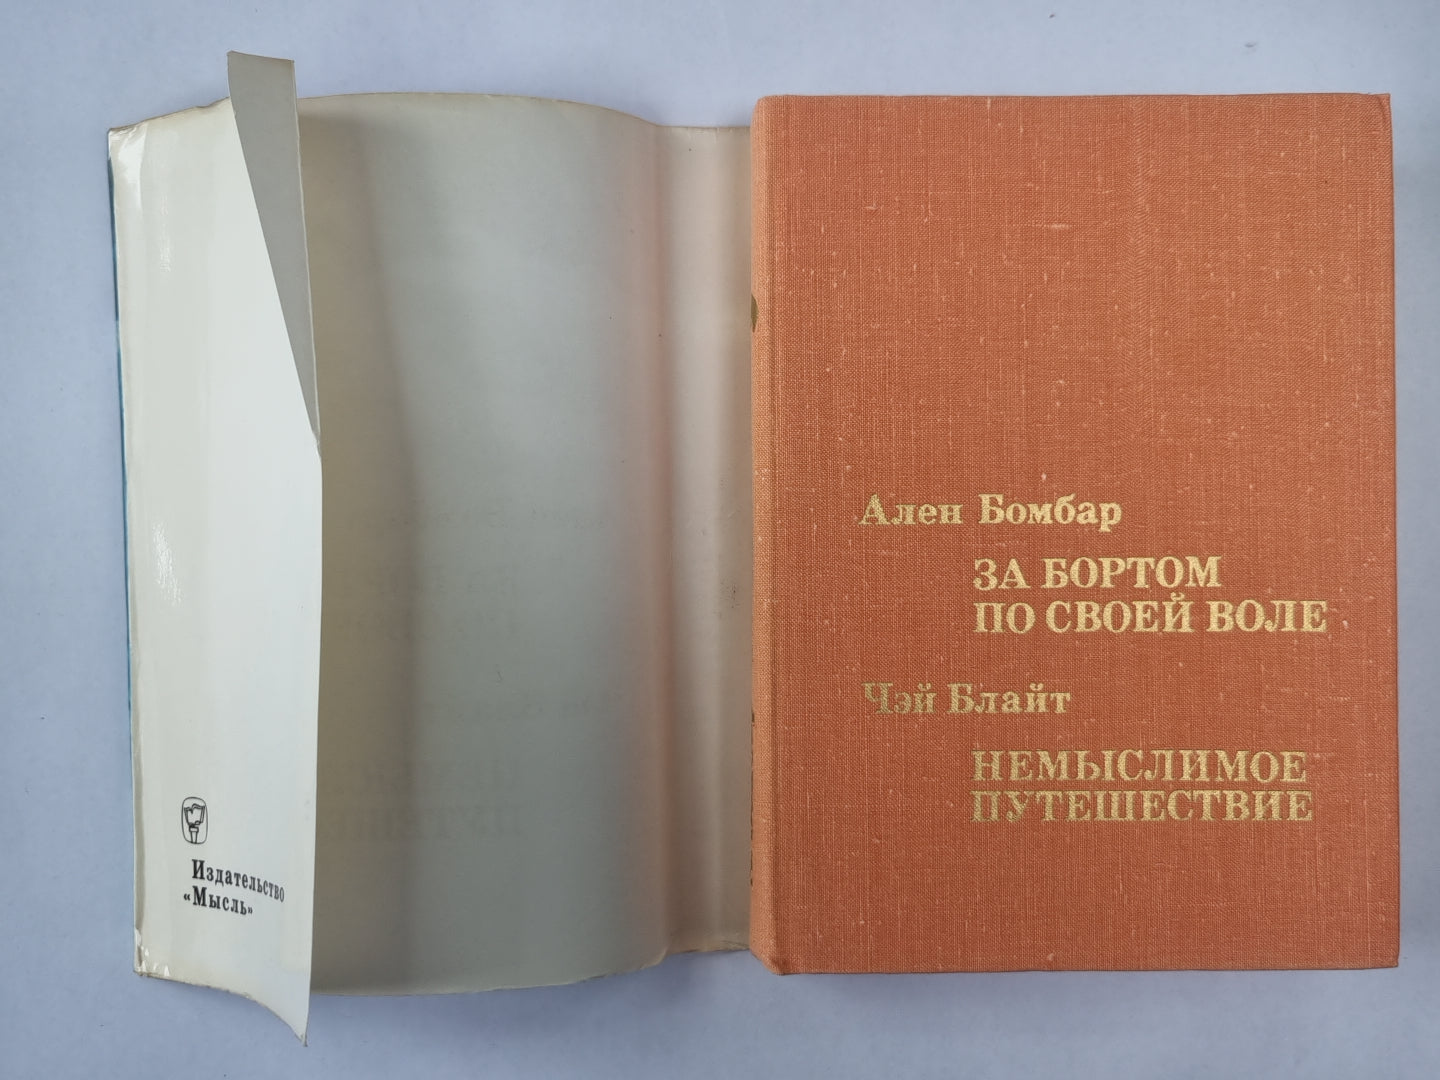 Издательство
«Мысль»
Ален Бомбар
ЗА БОРТОМ
ПО СВОЕЙ ВОЛЕ
Чэй Блайт
НЕМЫСЛИМОЕ
ПУТЕШЕСТВИЕ